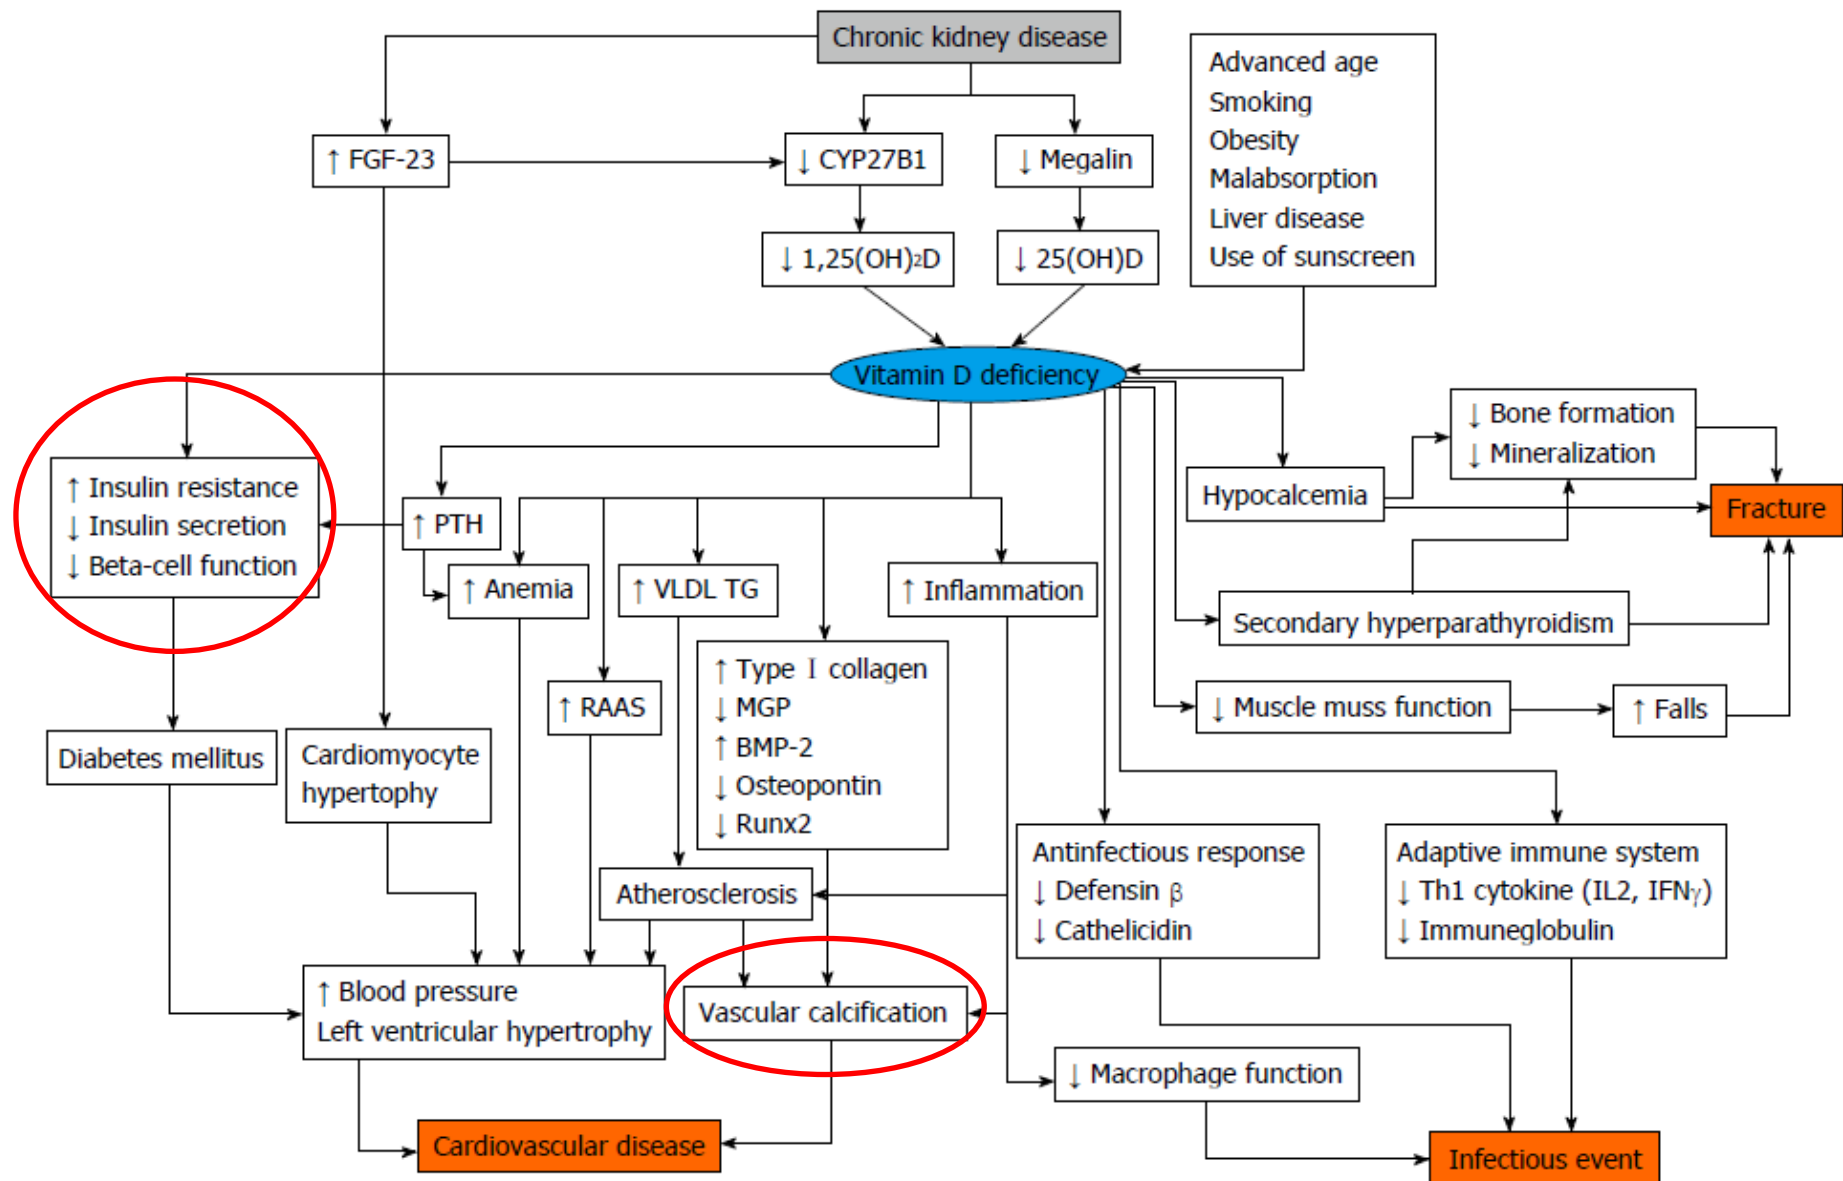 Chronic kidney disease
Advanced age
Smoking
Obesity
Malabsorption
Liver disease
Use of sunscreen
↑ FGF-23
↓ CYP27B1
↓ Megalin
↓ 1,25(OH)2D
↓ 25(OH)D
Vitamin D deficiency
↑ Insulin resistance
↓ Insulin secretion
↓ Beta-cell function
↑ PTH
↑ Anemia
↑ VLDL TG
↑ Inflammation
Hypocalcemia
↓ Bone formation
↓ Mineralization
Fracture
Secondary hyperparathyroidism
↑ RAAS
↑ Type I collagen
↓ MGP
↑ BMP-2
↓ Osteopontin
↓ Runx2
↓ Muscle muss function
↑ Falls
Diabetes mellitus
Cardiomyocyte
hypertophy
Atherosclerosis
Antinfectious response
↓ Defensin β
↓ Cathelicidin
Adaptive immune system
↓ Th1 cytokine (IL2, IFNγ)
↓ Immuneglobulin
↑ Blood pressure
Left ventricular hypertrophy
Vascular calcification
↓ Macrophage function
Cardiovascular disease
Infectious event